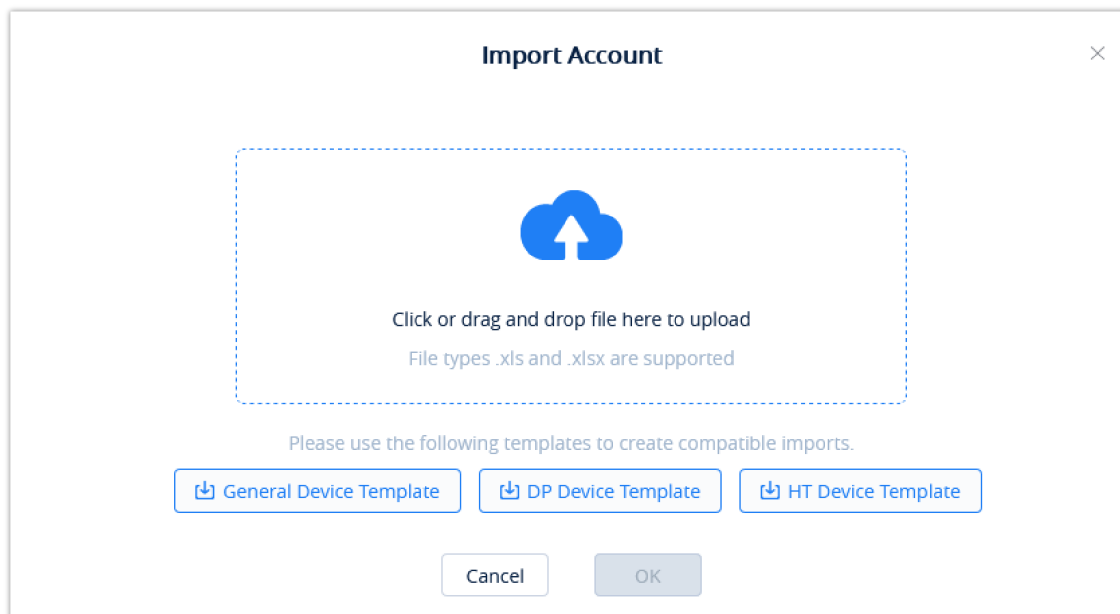 Import Account
Click or drag and drop file here to upload
File types .xls and .xlsx are supported
Please use the following templates to create compatible imports.
General Device Template
DP Device Template
HT Device Template
Cancel
OK